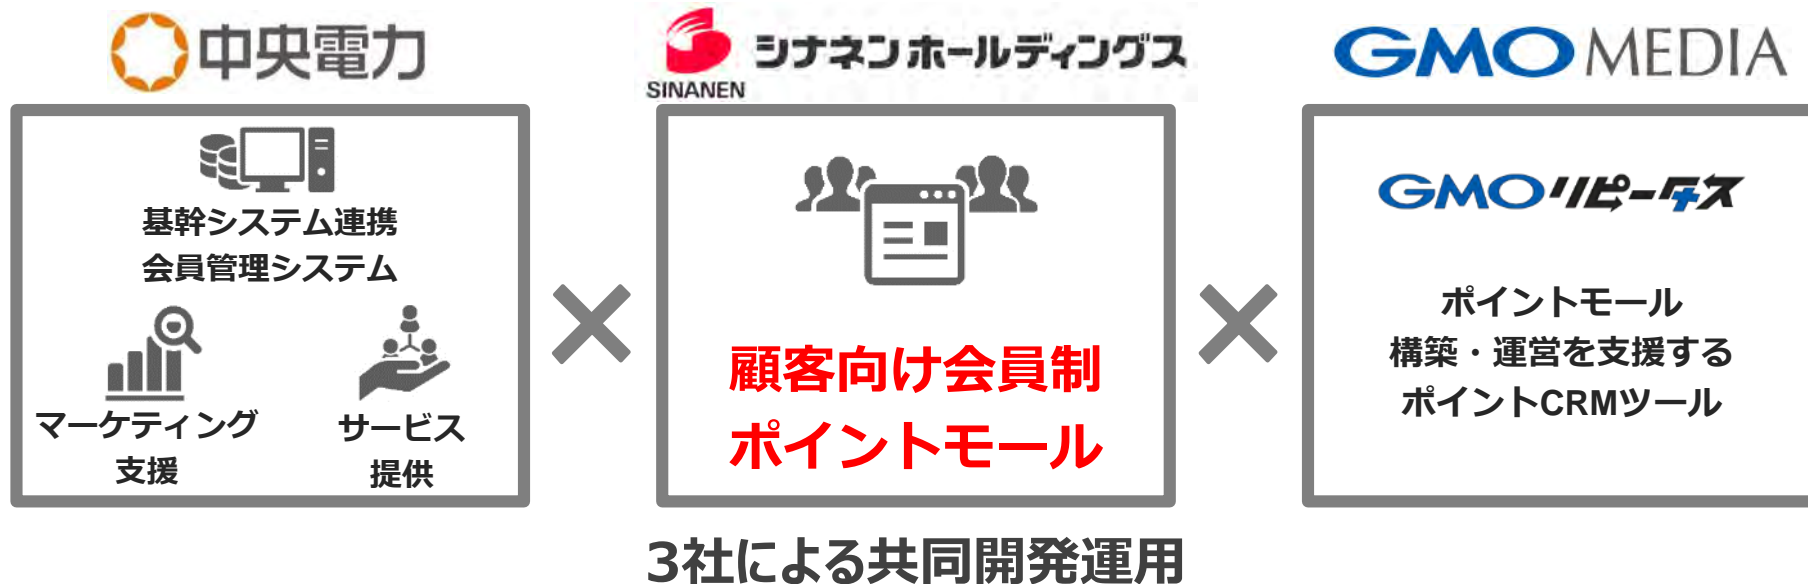 中央電力
基幹システム連携
会員管理システム
マーケティング
支援
サービス
提供
シナネンホールディングス
SINANEN
顧客向け会員制
ポイントモール
GMO MEDIA
GMOリピータス
ポイントモール
構築・運営を支援する
ポイントCRMツール
3社による共同開発運用